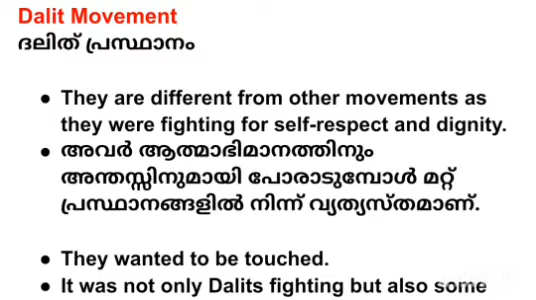 Dalit Movement
ദലിത് പ്രസ്ഥാനം
● They are different from other movements as
they were fighting for self-respect and dignity.
● അവർ ആത്മാഭിമാനത്തിനും
അന്തസ്സിനുമായി പോരാടുമ്പോൾ മറ്റ്
പ്രസ്ഥാനങ്ങളിൽ നിന്ന് വ്യത്യസ്തമാണ്.
● They wanted to be touched.
● It was not only Dalits fighting but also some